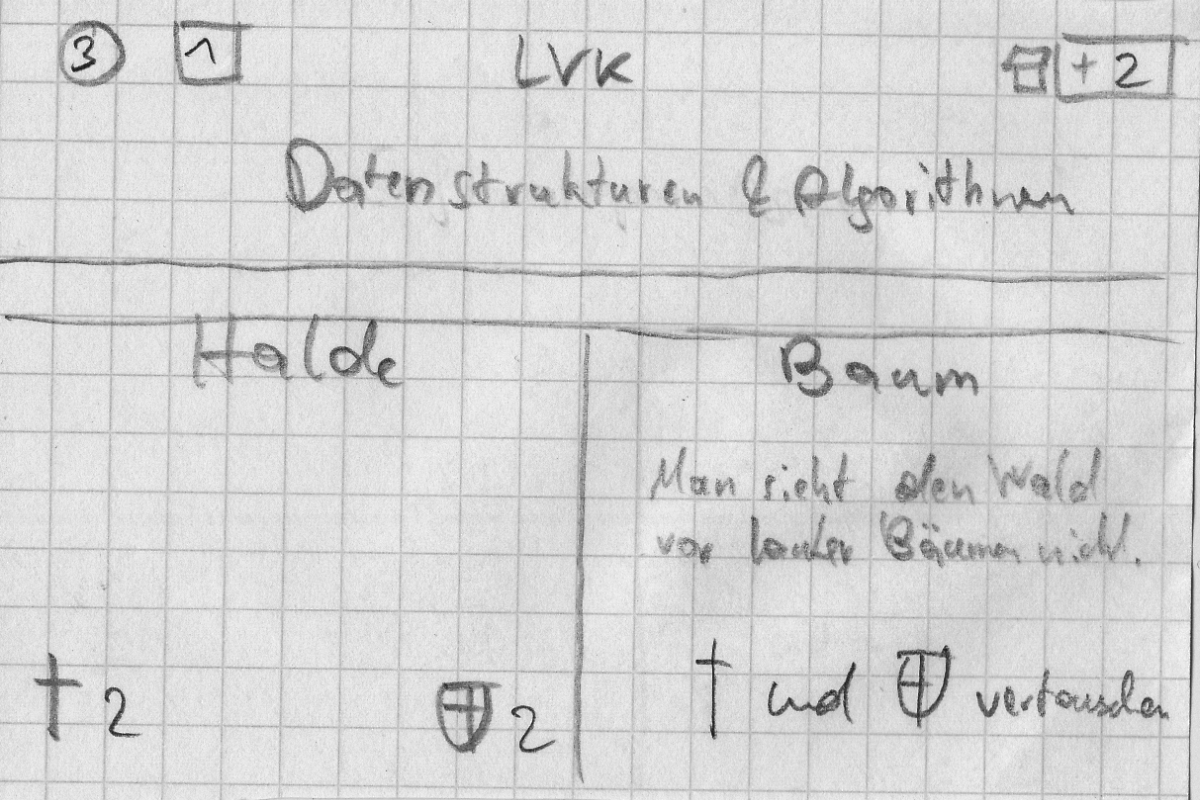 3 1 LVK +2
Datenstrukturen & Algorithmen
Halde
Baum
Man sieht den Wald
vor lauter Bäumen nicht.
2 2
und vertauschen